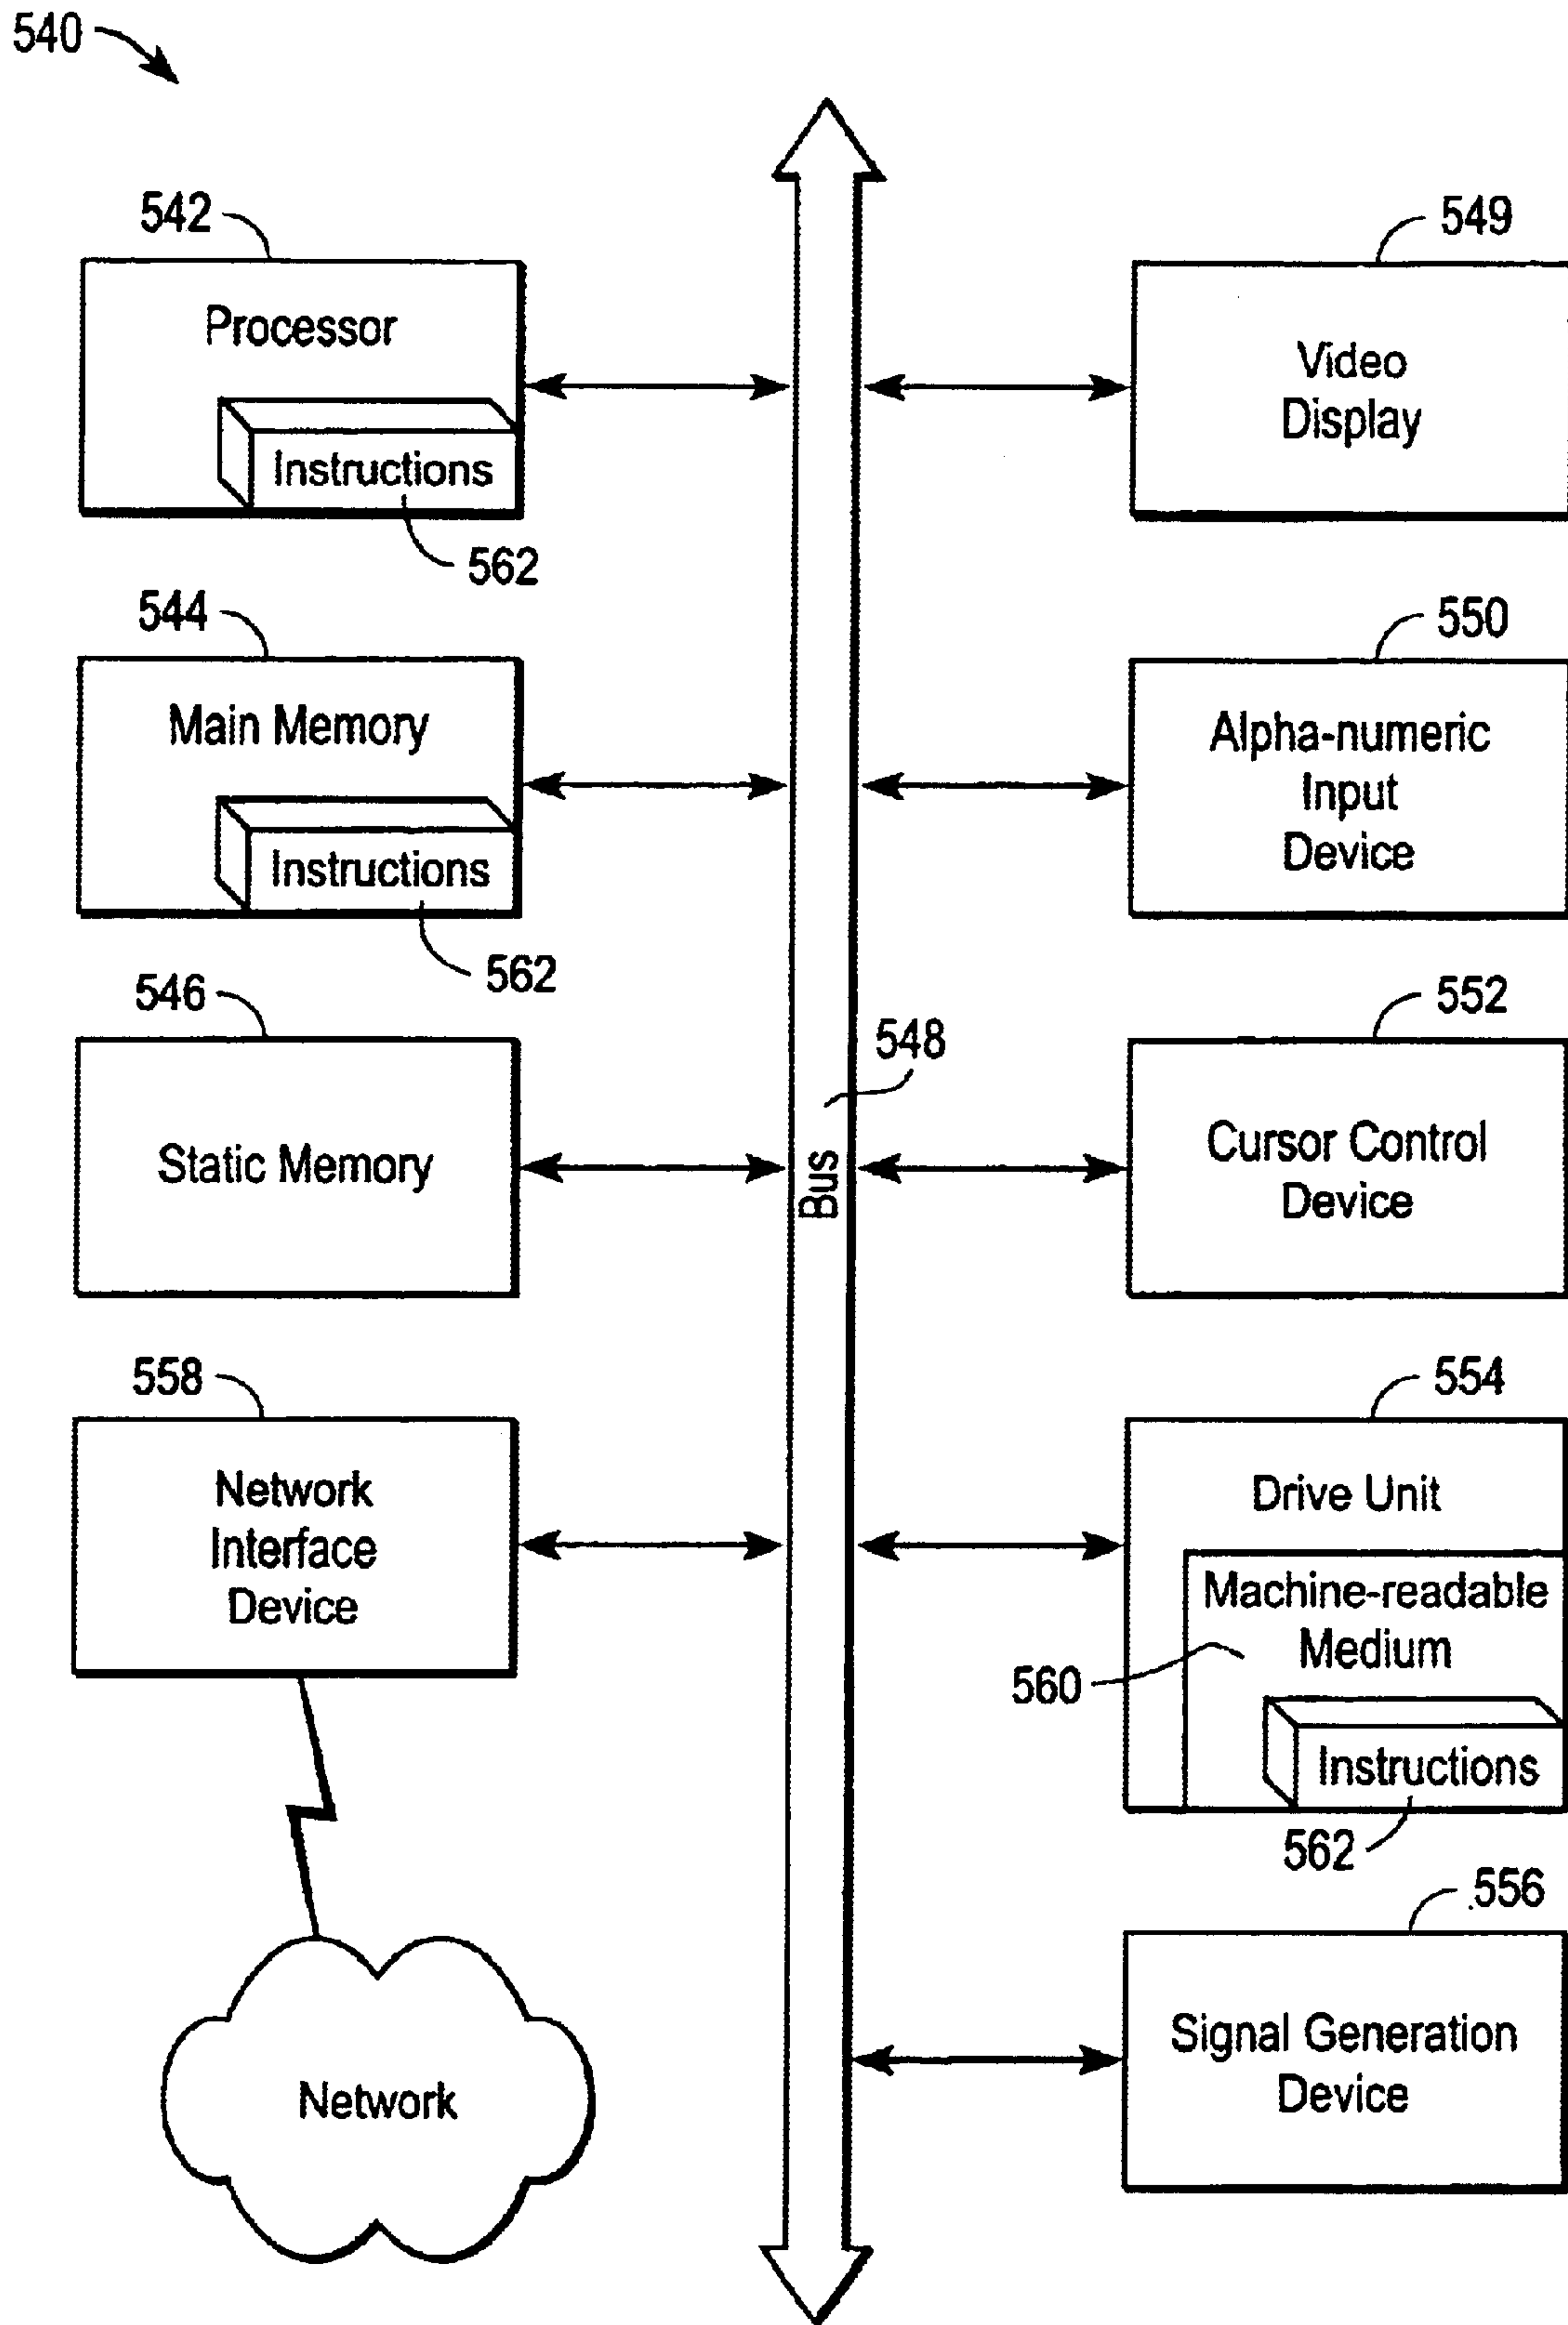 540
542
Processor
Instructions
562
544
Main Memory
Instructions
562
546
Static Memory
558
Network
Interface
Device
Network
548
Bus
549
Video
Display
550
Alpha-numeric
Input
Device
552
Cursor Control
Device
554
Drive Unit
Machine-readable
Medium
560
Instructions
562
556
Signal Generation
Device